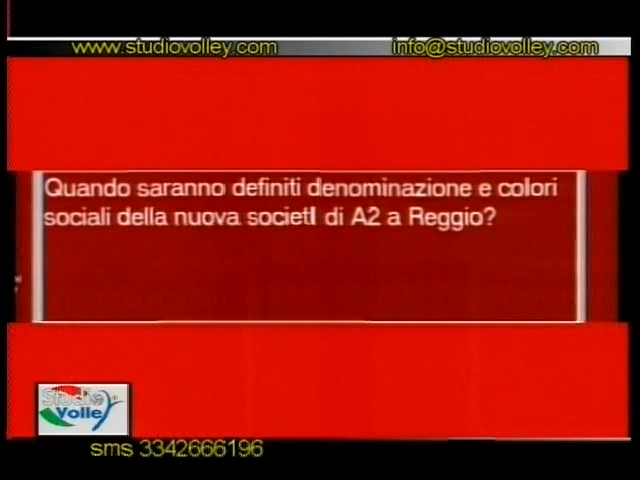 www.studiovolley.com info@studiovolley.com
Quando saranno definiti denominazione e colori
sociali della nuova societl di A2 a Reggio?
Studio
Volley
sms 3342666196